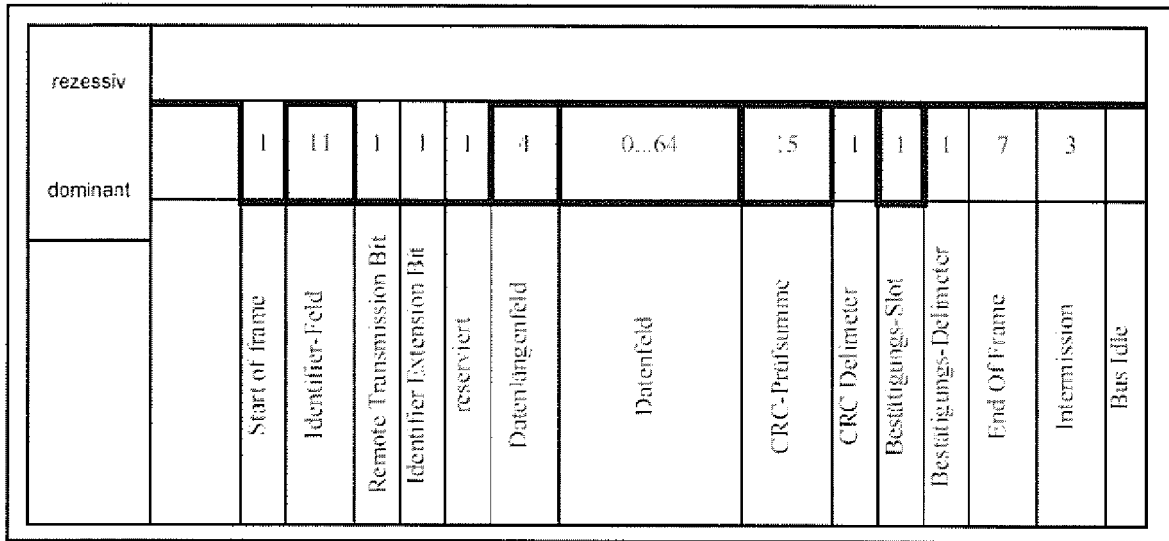 rezessiv
dominant
1 11 1 1 1 4 0...64 15 1 1 1 7 3
Start of frame
Identifier-Feld
Remote Transmission Bit
Identifier Extension Bit
reserviert
Datenlängenfeld
Datenfeld
CRC-Prüfsumme
CRC Delimeter
Bestätigungs-Slot
Bestätigungs-Delimeter
End Of Frame
Intermission
Bus Idle